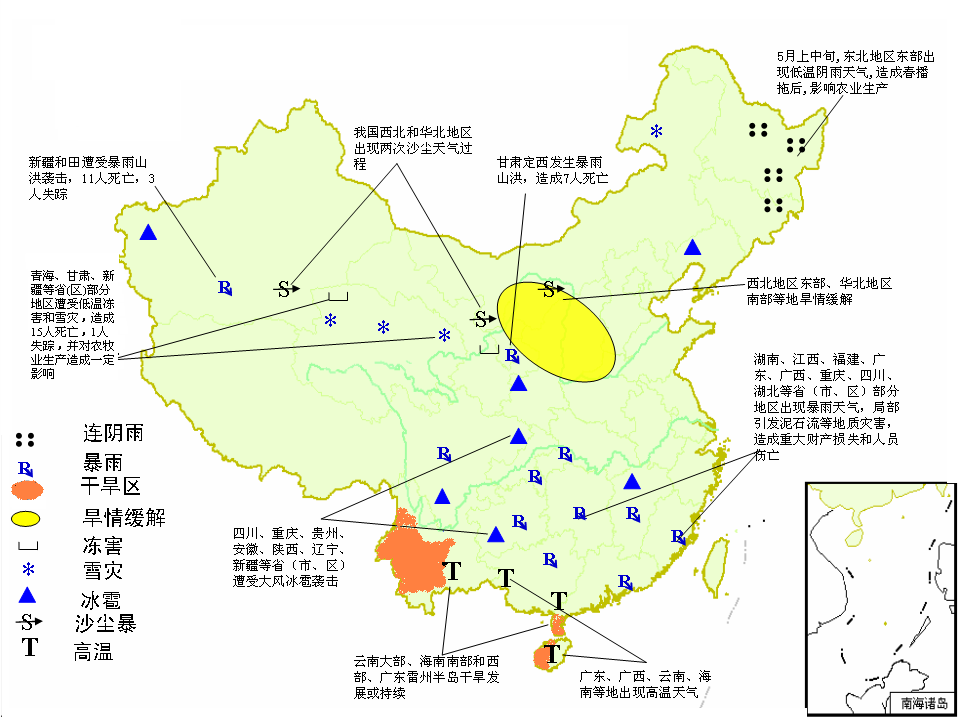 5月上中旬,东北地区东部出
现低温阴雨天气,造成春播
拖后,影响农业生产
我国西北和华北地区
出现两次沙尘天气过
程
新疆和田遭受暴雨山
洪袭击，11人死亡，3
人失踪
甘肃定西发生暴雨
山洪，造成7人死亡
青海、甘肃、新
疆等省(区)部分
地区遭受低温冻
害和雪灾，造成
15人死亡，1人
失踪，并对农牧
业生产造成一定
影响
西北地区东部、华北地区
南部等地旱情缓解
湖南、江西、福建、广
东、广西、重庆、四川、
湖北等省（市、区）部分
地区出现暴雨天气，局部
引发泥石流等地质灾害，
造成重大财产损失和人员
伤亡
四川、重庆、贵州、
安徽、陕西、辽宁、
新疆等省（市、区）
遭受大风冰雹袭击
云南大部、海南南部和西
部、广东雷州半岛干旱发
展或持续
广东、广西、云南、海
南等地出现高温天气
连阴雨
R 暴雨
干旱区
旱情缓解
冻害
雪灾
冰雹
S 沙尘暴
T 高温
南海诸岛